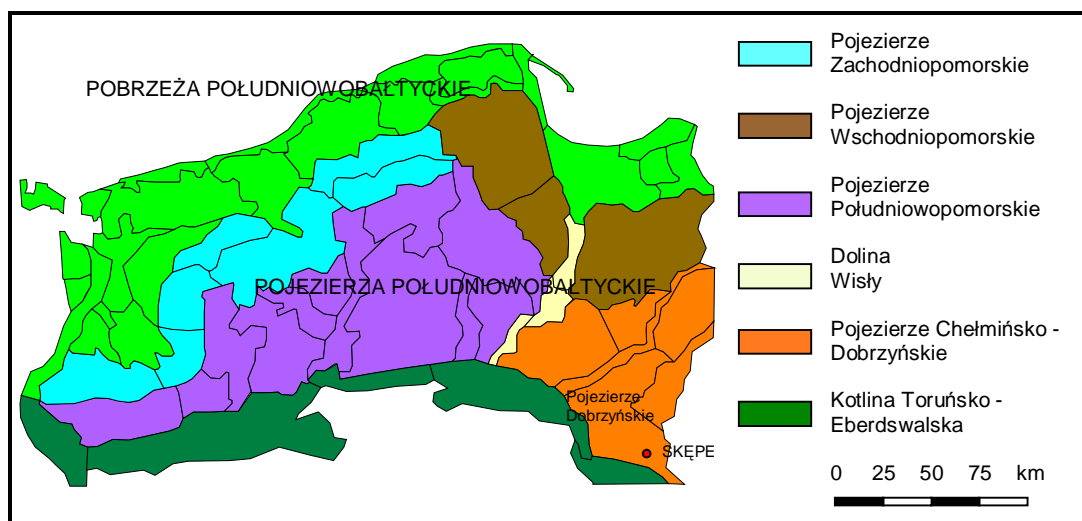 POBRZEŻA POŁUDNIOWOBAŁTYCKIE
POJEZIERZA POŁUDNIOWOBAŁTYCKIE
Pojezierze
Dobrzyńskie
SKĘPE
Pojezierze
Zachodniopomorskie
Pojezierze
Wschodniopomorskie
Pojezierze
Południowopomorskie
Dolina
Wisły
Pojezierze Chełmińsko -
Dobrzyńskie
Kotlina Toruńsko -
Eberdswalska
0 25 50 75 km